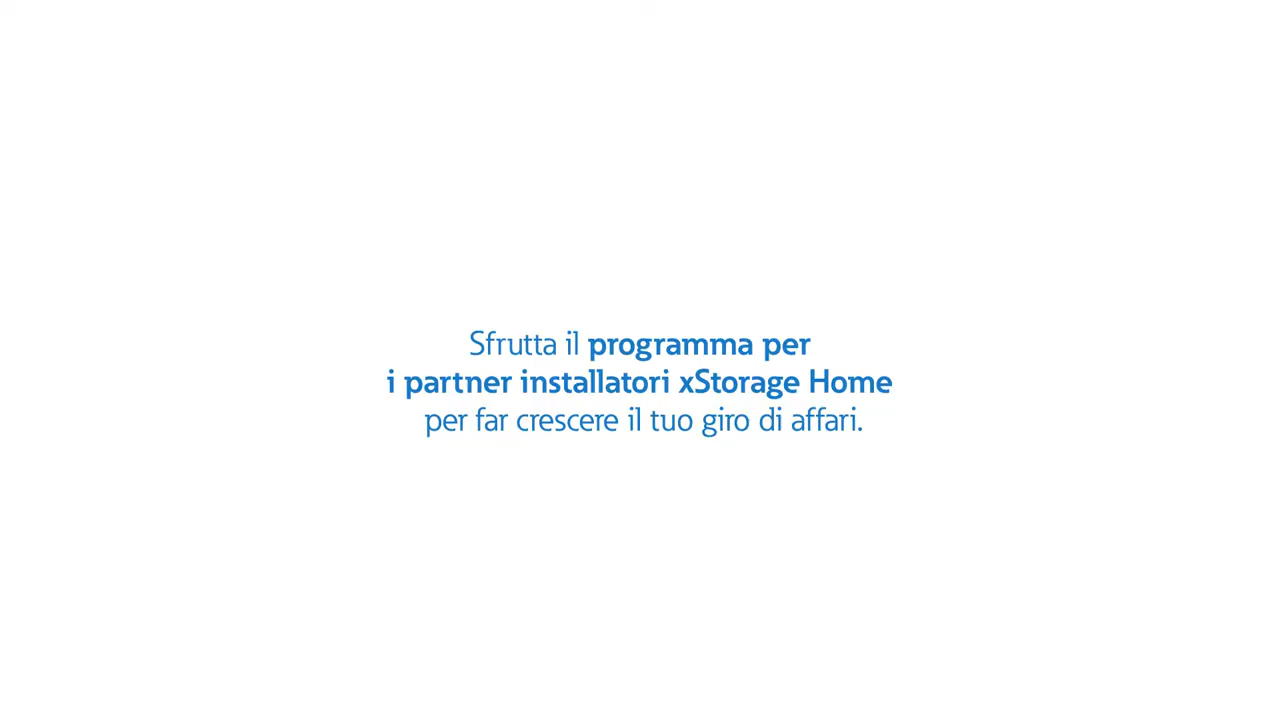 Sfrutta il programma per
i partner installatori xStorage Home
per far crescere il tuo giro di affari.